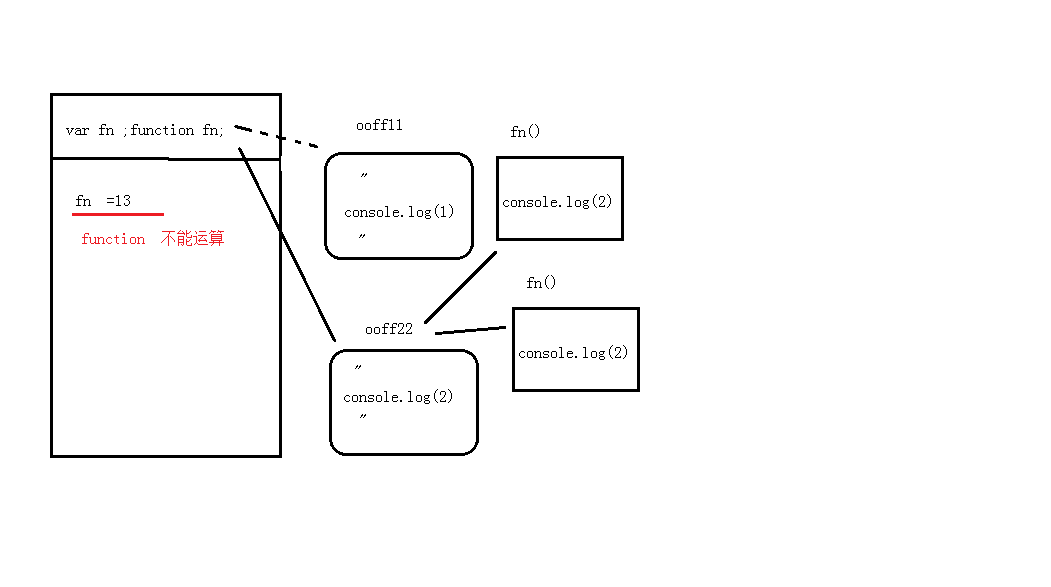 var fn ;function fn;
fn =13
function 不能运算
ooff11
"
console.log(1)
"
fn()
console.log(2)
fn()
console.log(2)
ooff22
"
console.log(2)
"